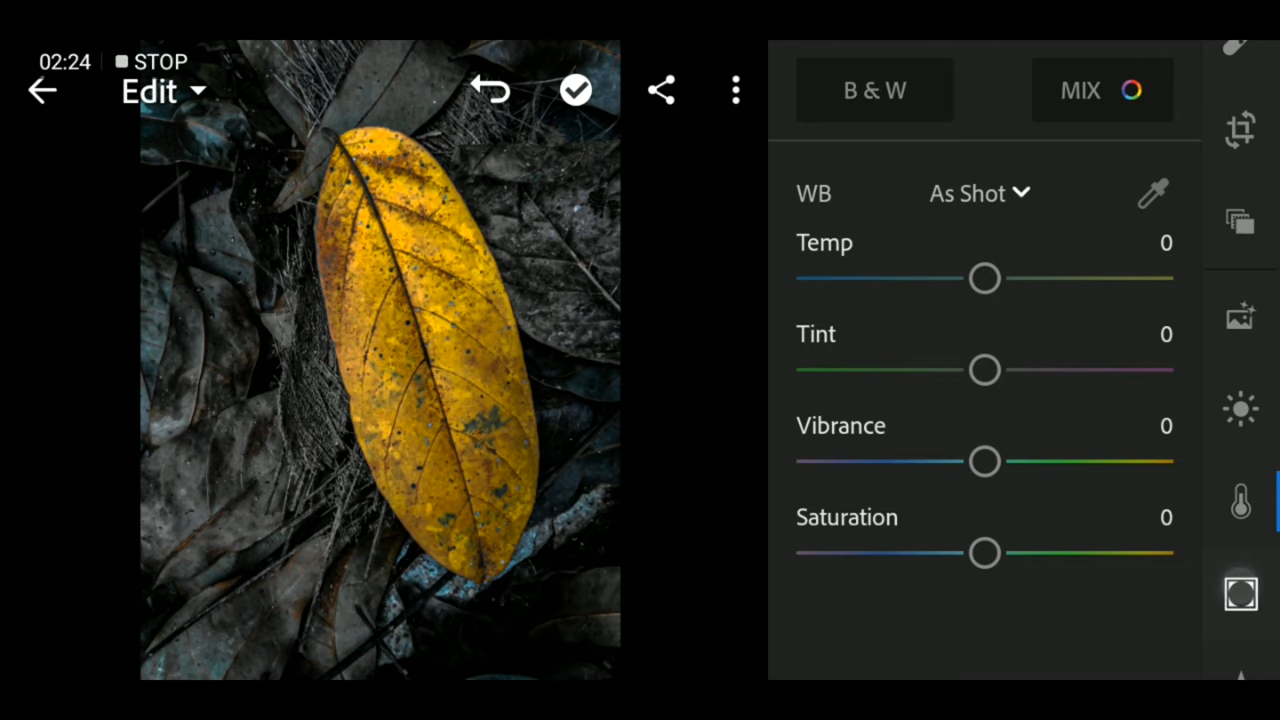 02:24 STOP
Edit
B & W
MIX
WB As Shot
Temp 0
Tint 0
Vibrance 0
Saturation 0